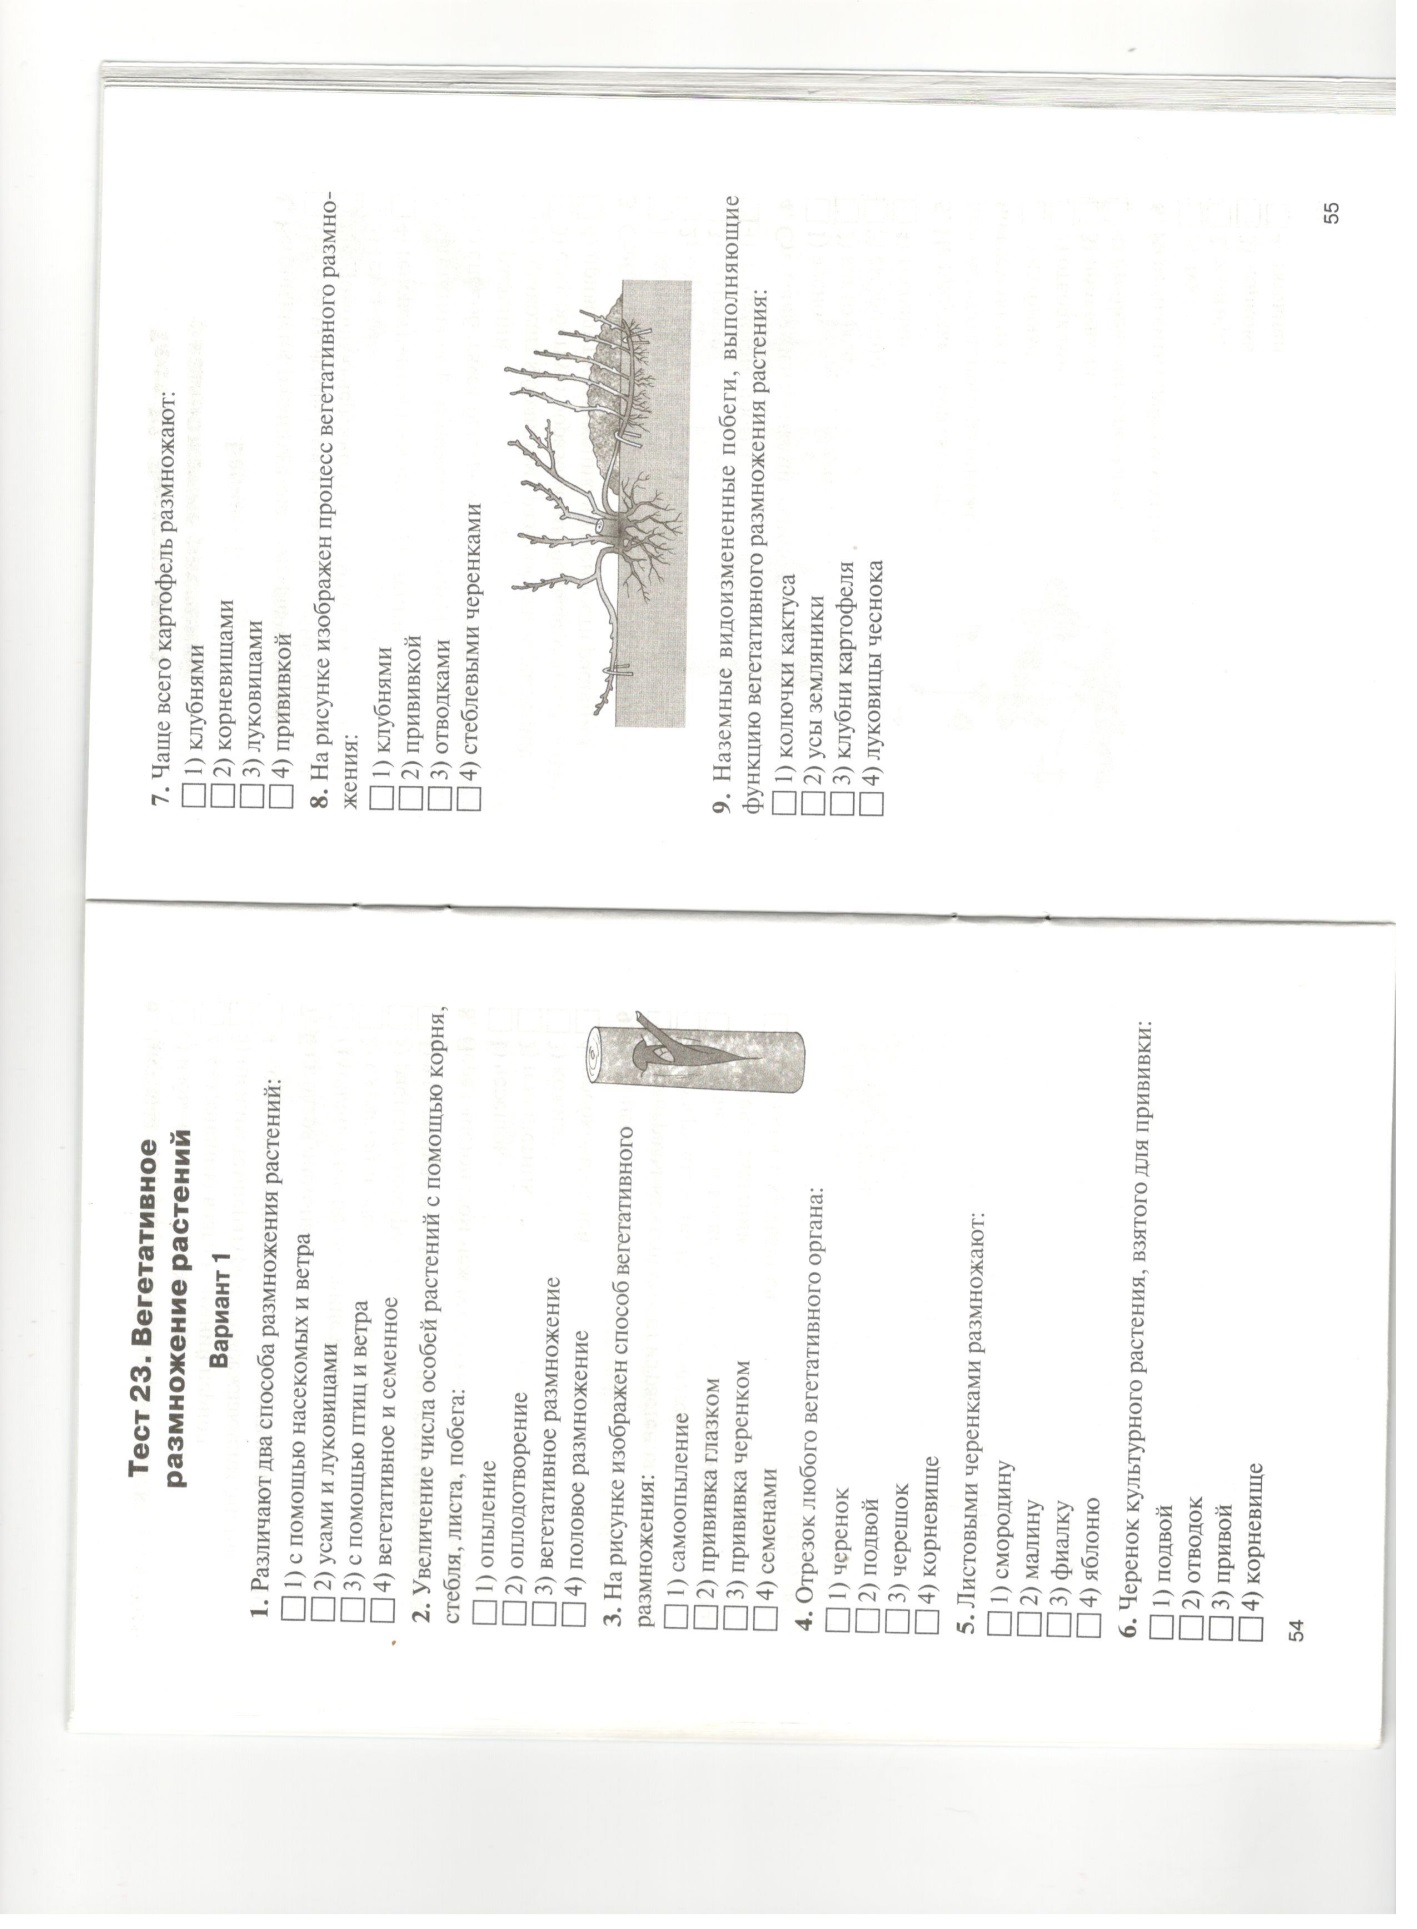 Тест 23. Вегетативное
размножение растений
Вариант 1
1. Различают два способа размножения растений:
1) с помощью насекомых и ветра
2) усами и луковицами
3) с помощью птиц и ветра
4) вегетативное и семенное
2. Увеличение числа особей растений с помощью корня,
стебля, листа, побега:
1) опыление
2) оплодотворение
3) вегетативное размножение
4) половое размножение
3. На рисунке изображен способ вегетативного
размножения:
1) самоопыление
2) прививка глазком
3) прививка черенком
4) семенами
4. Отрезок любого вегетативного органа:
1) черенок
2) подвой
3) черешок
4) корневище
5. Листовыми черенками размножают:
1) смородину
2) малину
3) фиалку
4) яблоню
6. Черенок культурного растения, взятого для прививки:
1) подвой
2) отводок
3) привой
4) корневище
54
7. Чаще всего картофель размножают:
1) клубнями
2) корневищами
3) луковицами
4) прививкой
8. На рисунке изображен процесс вегетативного размно-
жения:
1) клубнями
2) прививкой
3) отводками
4) стеблевыми черенками
9. Наземные видоизмененные побеги, выполняющие
функцию вегетативного размножения растения:
1) колючки кактуса
2) усы земляники
3) клубни картофеля
4) луковицы чеснока
55